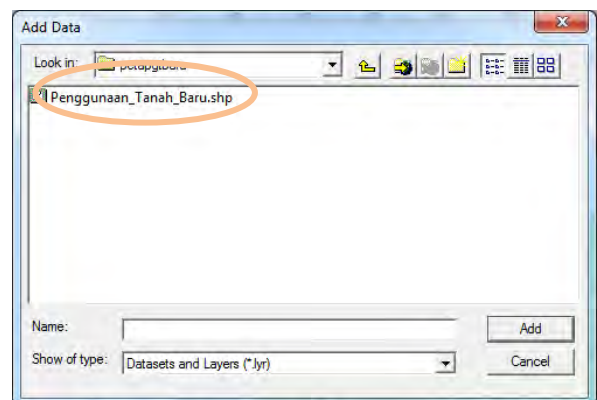 Add Data
Look in:
Penggunaan_Tanah_Baru.shp
Name:
Add
Show of type:
Datasets and Layers (*.lyr)
Cancel